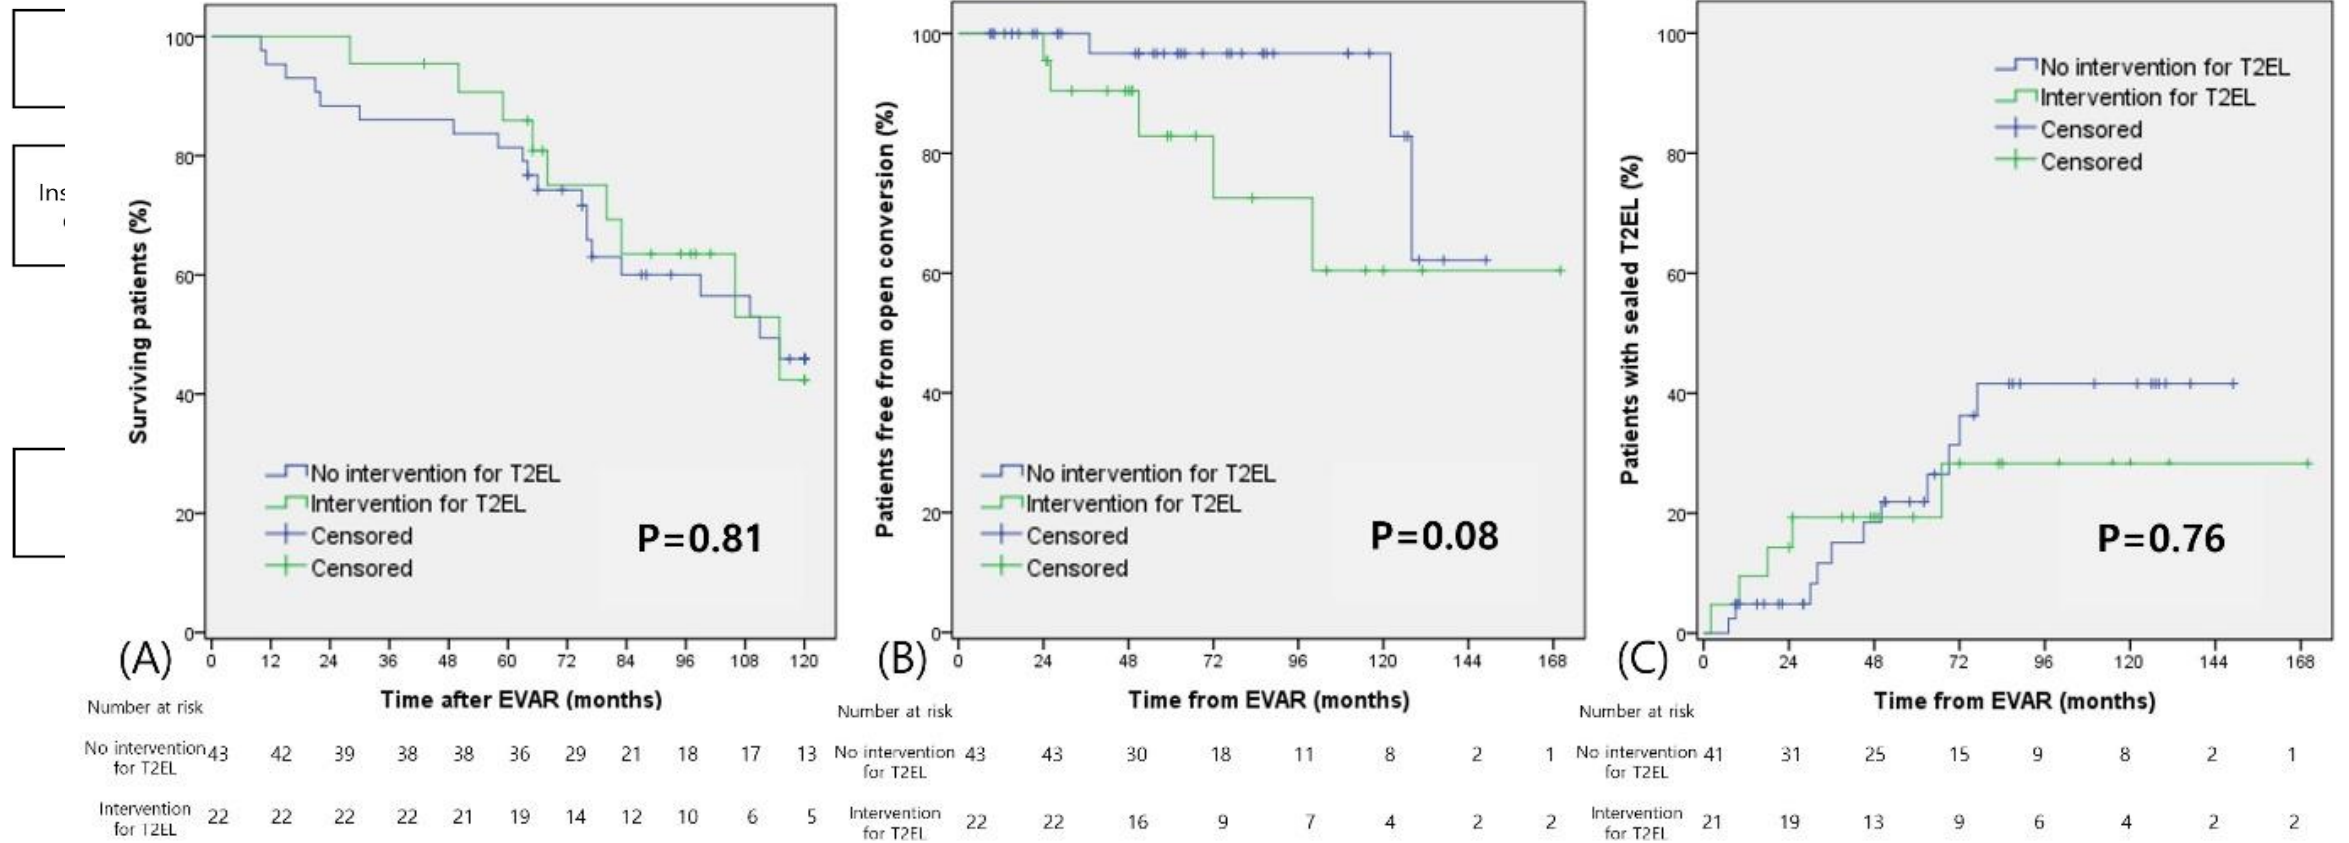 Ins
Surviving patients (%)
100
80
60
40
20
0
No intervention for T2EL
Intervention for T2EL
Censored
Censored
P=0.81
(A)
0 12 24 36 48 60 72 84 96 108 120
Time after EVAR (months)
Number at risk
No intervention for T2EL 43 42 39 38 38 36 29 21 18 17 13
Intervention for T2EL 22 22 22 22 21 19 14 12 10 6 5
Patients free from open conversion (%)
100
80
60
40
20
0
No intervention for T2EL
Intervention for T2EL
Censored
Censored
P=0.08
(B)
0 24 48 72 96 120 144 168
Time from EVAR (months)
Number at risk
No intervention for T2EL 43 43 30 18 11 8 2 1
Intervention for T2EL 22 22 16 9 7 4 2 2
Patients with sealed T2EL (%)
100
80
60
40
20
0
No intervention for T2EL
Intervention for T2EL
Censored
Censored
P=0.76
(C)
0 24 48 72 96 120 144 168
Time from EVAR (months)
Number at risk
No intervention for T2EL 41 31 25 15 9 8 2 1
Intervention for T2EL 21 19 13 9 6 4 2 2